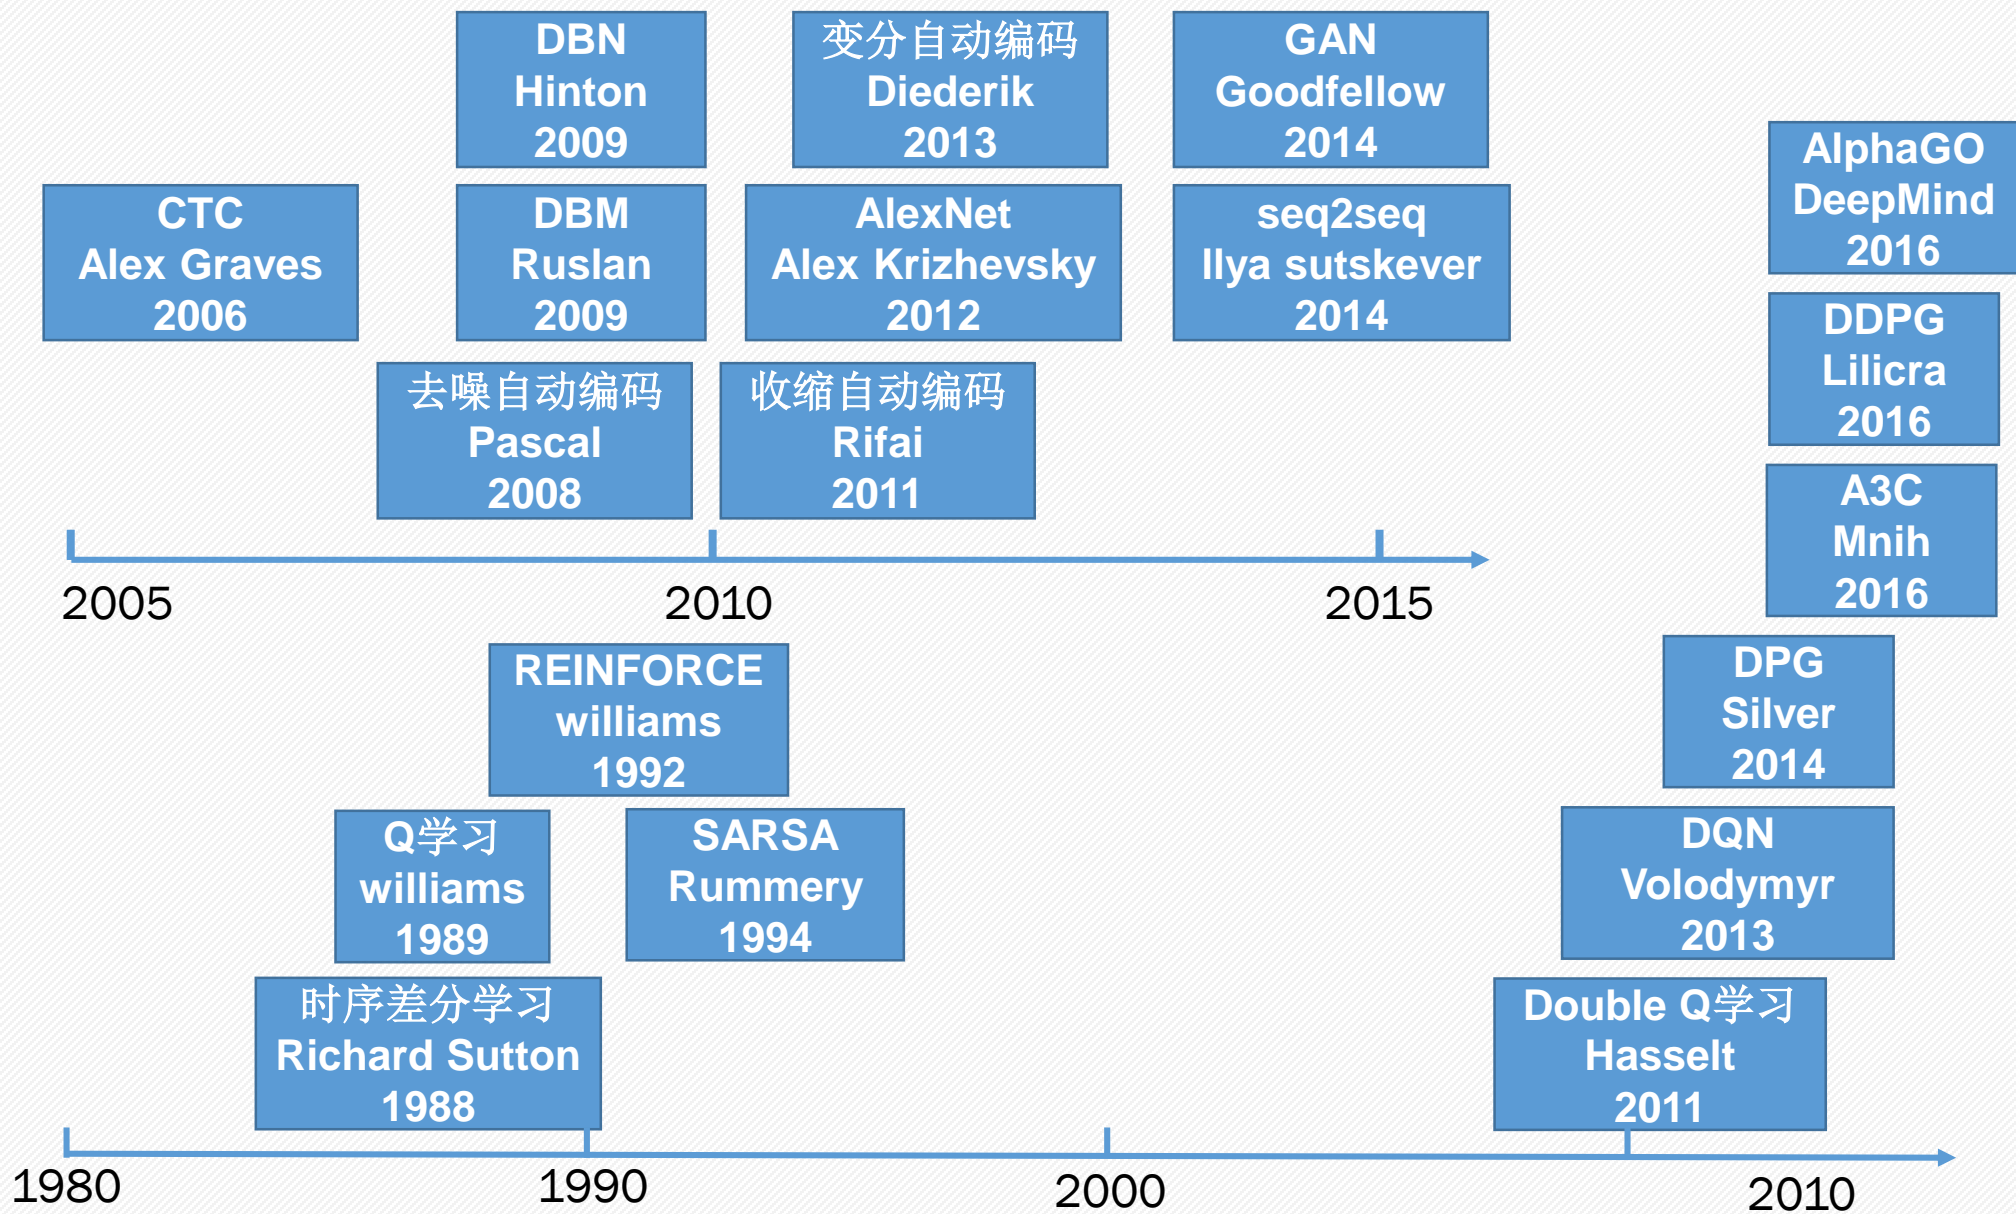 DBN
Hinton
2009
变分自动编码
Diederik
2013
GAN
Goodfellow
2014
AlphaGO
DeepMind
2016
CTC
Alex Graves
2006
DBM
Ruslan
2009
AlexNet
Alex Krizhevsky
2012
seq2seq
Ilya sutskever
2014
DDPG
Lilicra
2016
去噪自动编码
Pascal
2008
收缩自动编码
Rifai
2011
A3C
Mnih
2016
2005
2010
2015
REINFORCE
williams
1992
DPG
Silver
2014
Q学习
williams
1989
SARSA
Rummery
1994
DQN
Volodymyr
2013
时序差分学习
Richard Sutton
1988
Double Q学习
Hasselt
2011
1980
1990
2000
2010